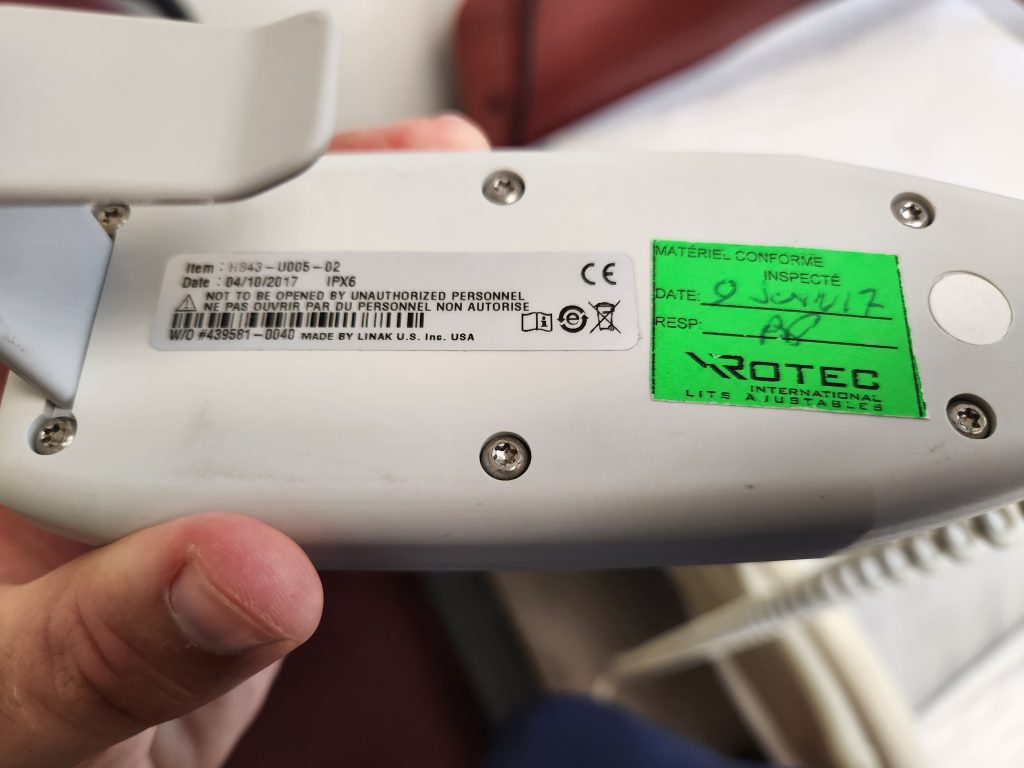 Item : HB43-U005-02
Date : 04/10/2017 IPX6
NOT TO BE OPENED BY UNAUTHORIZED PERSONNEL
NE PAS OUVRIR PAR DU PERSONNEL NON AUTORISE
W/O #439581-0040 MADE BY LINAK U.S. Inc. USA
CE
MATÉRIEL CONFORME
INSPECTÉ
DATE: 17
RESP:
ROTEC
INTERNATIONAL
LITS AJUSTABLES